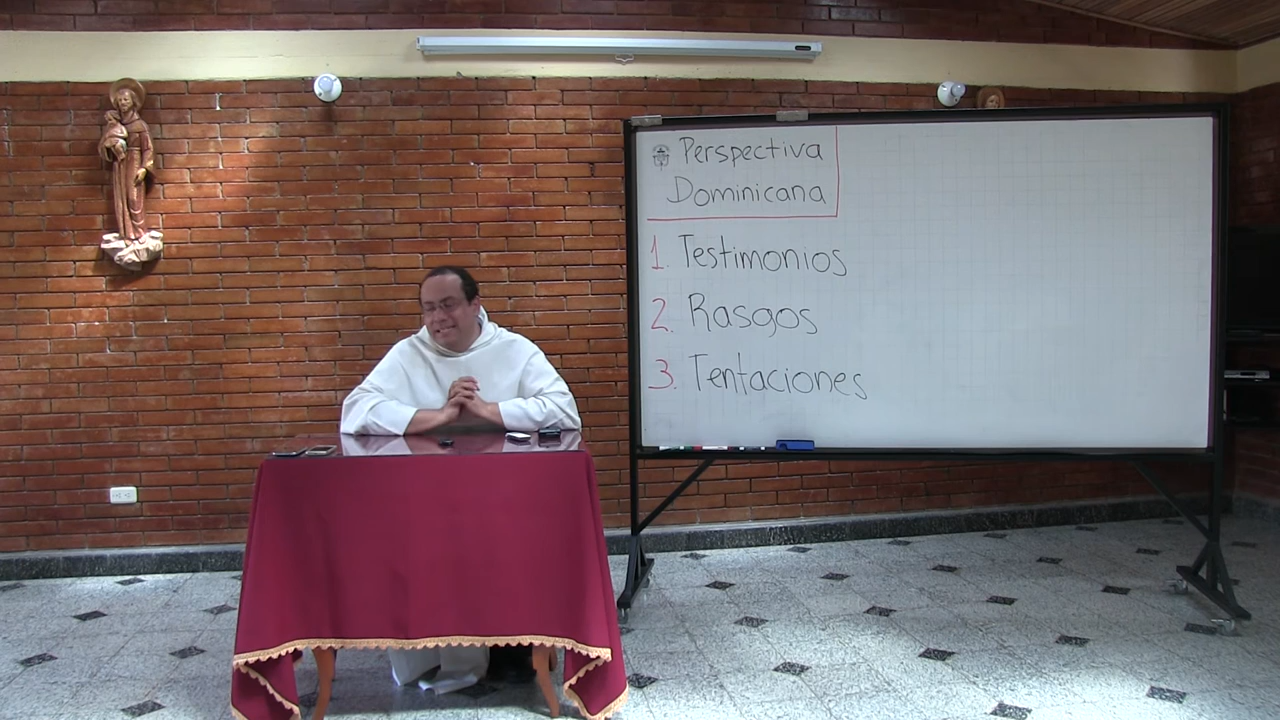 Perspectiva
Dominicana
1. Testimonios
2. Rasgos
3. Tentaciones